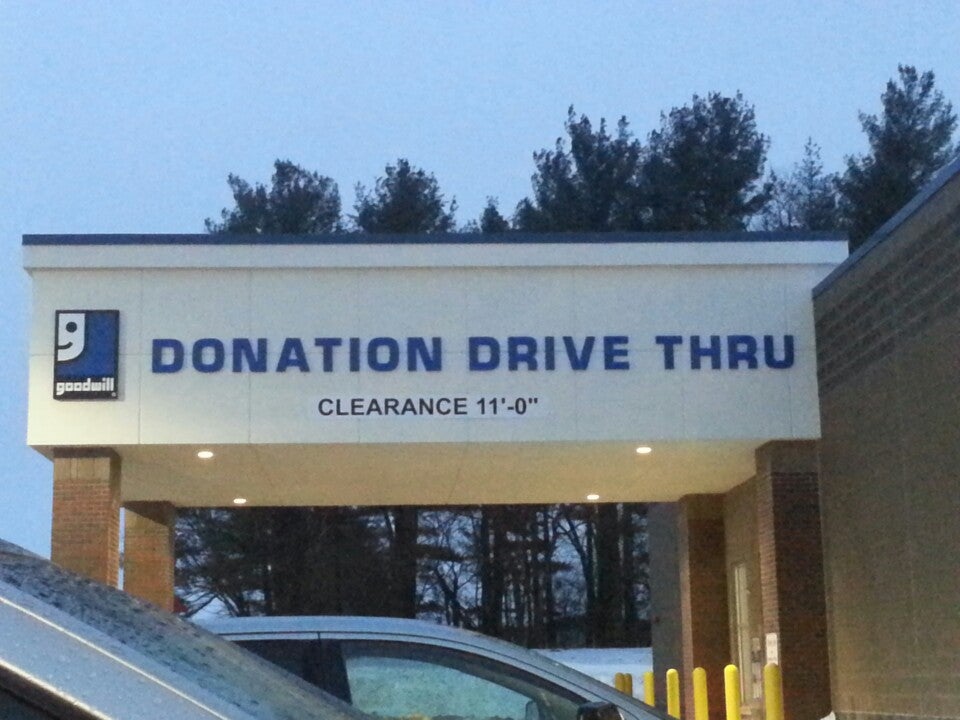 DONATION DRIVE THRU
goodwill
CLEARANCE 11'-0"